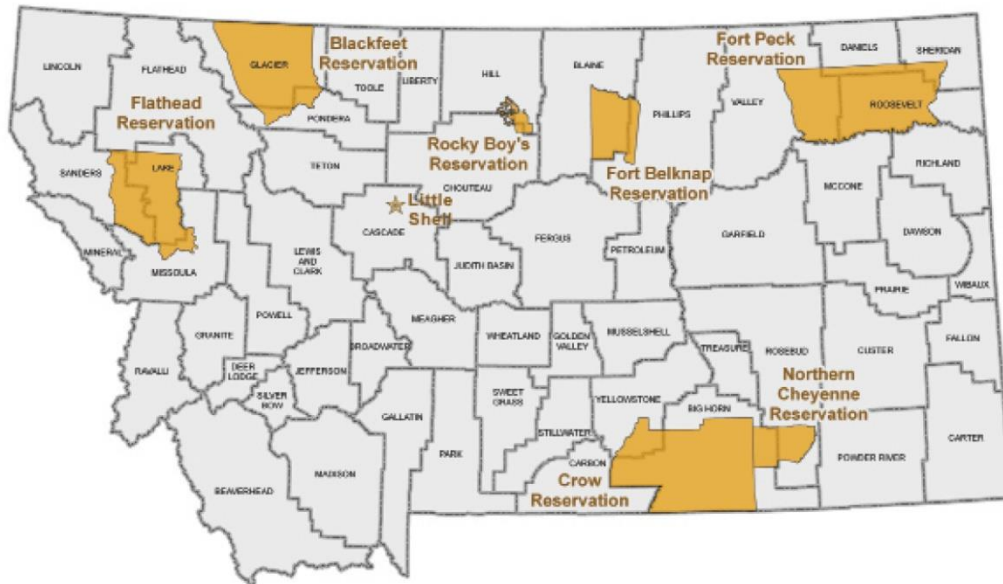 Blackfeet
Reservation
Fort Peck
Reservation
DANIELS
SHERIDAN
LINCOLN
FLATHEAD
GLACIER
TOOLE
LIBERTY
HILL
BLAINE
PHILLIPS
VALLEY
ROOSEVELT
Flathead
Reservation
PONDERA
Rocky Boy's
Reservation
Fort Belknap
Reservation
SANDERS
LAKE
TETON
CHOUTEAU
RICHLAND
MCCONE
Little
Shell
CASCADE
FERGUS
PETROLEUM
GARFIELD
DAWSON
MINERAL
MISSOULA
LEWIS
AND
CLARK
JUDITH BASIN
PRAIRIE
WIBAUX
POWELL
MEAGHER
GRANITE
BROADWATER
WHEATLAND
GOLDEN
VALLEY
MUSSELSHELL
TREASURE
ROSEBUD
CUSTER
FALLON
RAVALLI
DEER
LODGE
JEFFERSON
SILVER
BOW
Northern
Cheyenne
Reservation
SWEET
GRASS
YELLOWSTONE
BIG HORN
GALLATIN
STILLWATER
PARK
CARBON
CARTER
POWDER RIVER
MADISON
BEAVERHEAD
Crow
Reservation